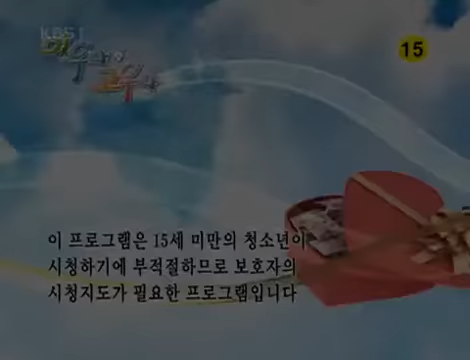 KBS1
15
이 프로그램은 15세 미만의 청소년이
시청하기에 부적절하므로 보호자의
시청지도가 필요한 프로그램입니다